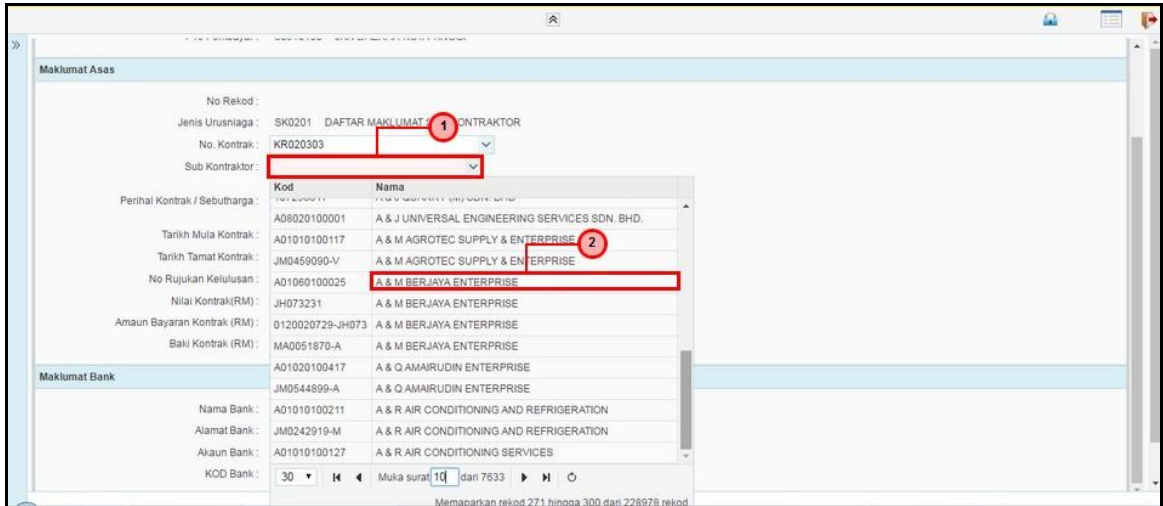 Maklumat Asas
No Rekod :
Jenis Urusniaga : SK0201 DAFTAR MAKLUMAT ONTRAKTOR
1
No. Kontrak : KR020303
Sub Kontraktor :
Kod Nama
Perihal Kontrak / Sebutharga :
A08020100001 A & J UNIVERSAL ENGINEERING SERVICES SDN. BHD.
Tarikh Mula Kontrak : A01010100117 A & M AGROTEC SUPPLY & ENTERPRISE
2
Tarikh Tamat Kontrak : JM0459090-V A & M AGROTEC SUPPLY & ENTERPRISE
No Rujukan Kelulusan : A01060100025 A & M BERJAYA ENTERPRISE
Nilai Kontrak(RM) : JH073231 A & M BERJAYA ENTERPRISE
Amaun Bayaran Kontrak (RM) : 0120020729-JH073 A & M BERJAYA ENTERPRISE
Baki Kontrak (RM) : MA0051870-A A & M BERJAYA ENTERPRISE
A01020100417 A & Q AMAIRUDIN ENTERPRISE
Maklumat Bank
JM0544899-A A & Q AMAIRUDIN ENTERPRISE
Nama Bank : A01010100211 A & R AIR CONDITIONING AND REFRIGERATION
Alamat Bank : JM0242919-M A & R AIR CONDITIONING AND REFRIGERATION
Akaun Bank : A01010100127 A & R AIR CONDITIONING SERVICES
KOD Bank : 30 Muka surat 10 dari 7633
Memaparkan rekod 271 hingga 300 dari 228978 rekod